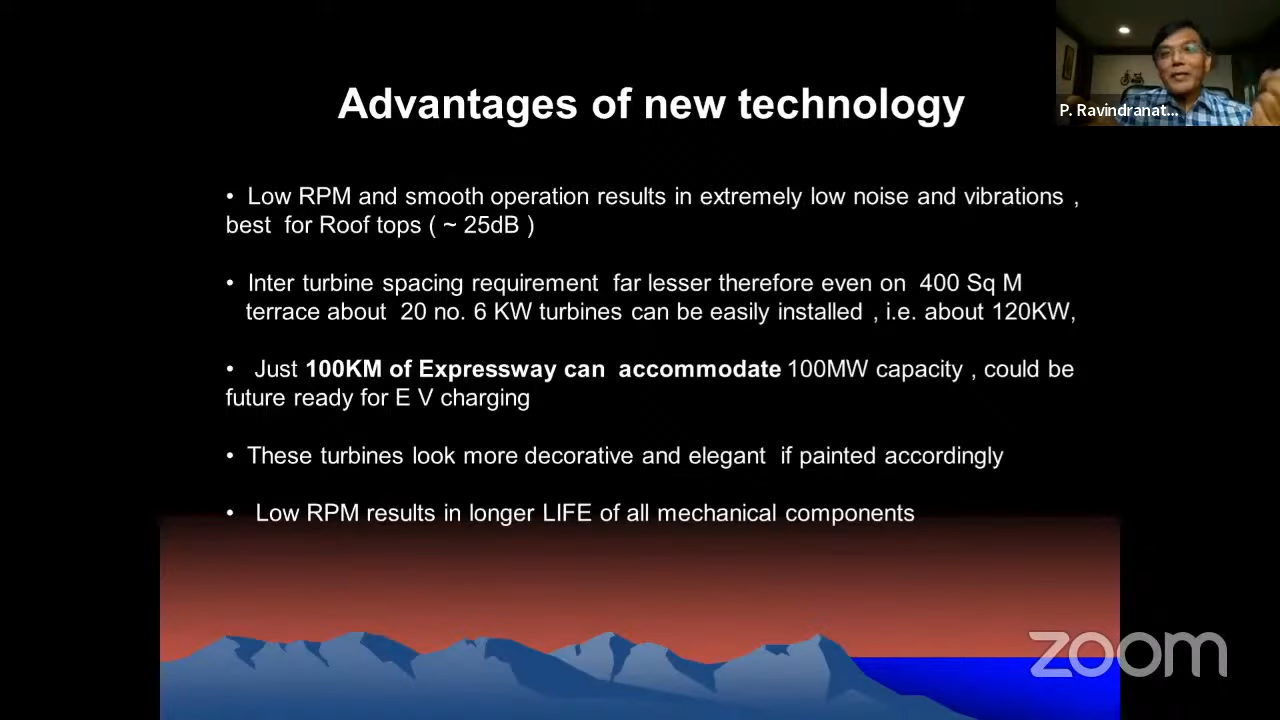 Advantages of new technology
P. Ravindranat...
• Low RPM and smooth operation results in extremely low noise and vibrations ,
best for Roof tops ( ~ 25dB )
• Inter turbine spacing requirement far lesser therefore even on 400 Sq M
terrace about 20 no. 6 KW turbines can be easily installed , i.e. about 120KW,
• Just 100KM of Expressway can accommodate 100MW capacity , could be
future ready for E V charging
• These turbines look more decorative and elegant if painted accordingly
• Low RPM results in longer LIFE of all mechanical components
zoom